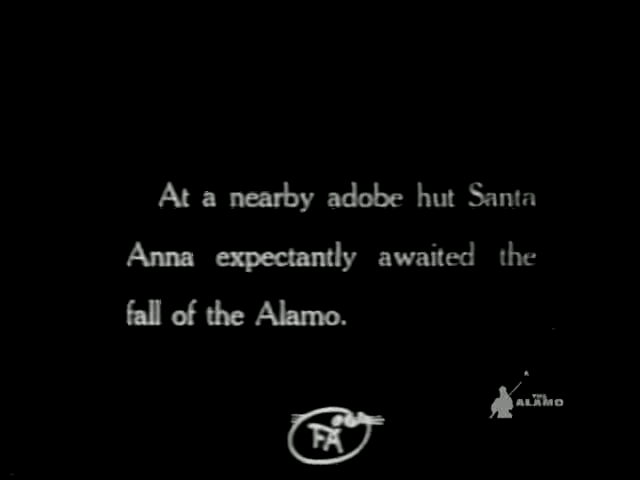 At a nearby adobe hut Santa
Anna expectantly awaited the
fall of the Alamo.
THE
ALAMO
FA